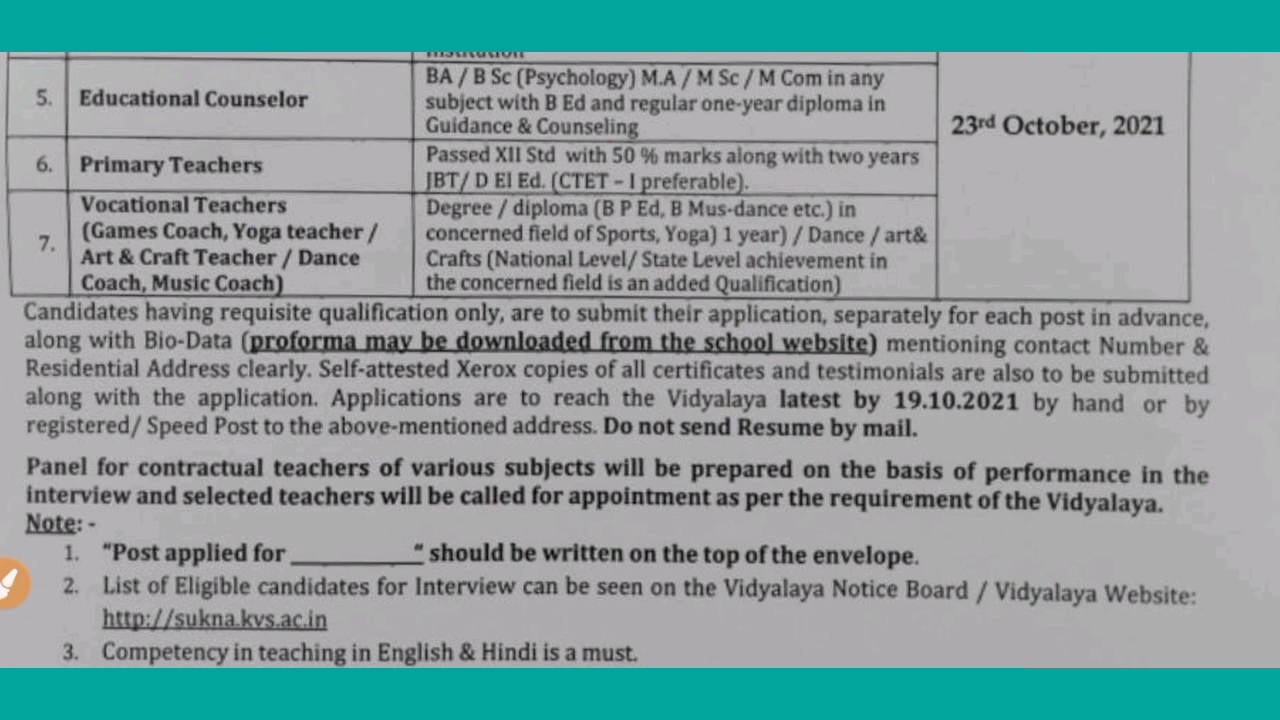 institution
5. Educational Counselor BA / B Sc (Psychology) M.A / M Sc / M Com in any
subject with B Ed and regular one-year diploma in
Guidance & Counseling
23rd October, 2021
6. Primary Teachers Passed XII Std with 50 % marks along with two years
JBT/ D El Ed. (CTET – I preferable).
7. Vocational Teachers
(Games Coach, Yoga teacher /
Art & Craft Teacher / Dance
Coach, Music Coach)
Degree / diploma (B P Ed, B Mus-dance etc.) in
concerned field of Sports, Yoga) 1 year) / Dance / art&
Crafts (National Level/ State Level achievement in
the concerned field is an added Qualification)
Candidates having requisite qualification only, are to submit their application, separately for each post in advance,
along with Bio-Data (proforma may be downloaded from the school website) mentioning contact Number &
Residential Address clearly. Self-attested Xerox copies of all certificates and testimonials are also to be submitted
along with the application. Applications are to reach the Vidyalaya latest by 19.10.2021 by hand or by
registered/ Speed Post to the above-mentioned address. Do not send Resume by mail.
Panel for contractual teachers of various subjects will be prepared on the basis of performance in the
interview and selected teachers will be called for appointment as per the requirement of the Vidyalaya.
Note: -
1. "Post applied for __________" should be written on the top of the envelope.
2. List of Eligible candidates for Interview can be seen on the Vidyalaya Notice Board / Vidyalaya Website:
http://sukna.kvs.ac.in
3. Competency in teaching in English & Hindi is a must.